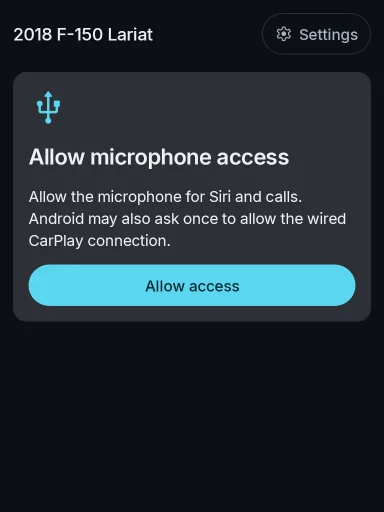 2018 F-150 Lariat
Settings
Allow microphone access
Allow the microphone for Siri and calls.
Android may also ask once to allow the wired
CarPlay connection.
Allow access